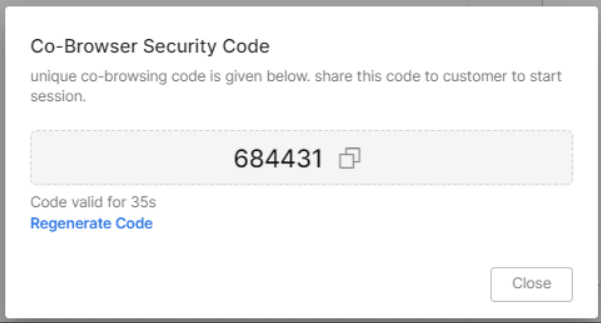 Co-Browser Security Code
unique co-browsing code is given below. share this code to customer to start
session.
684431
Code valid for 35s
Regenerate Code
Close